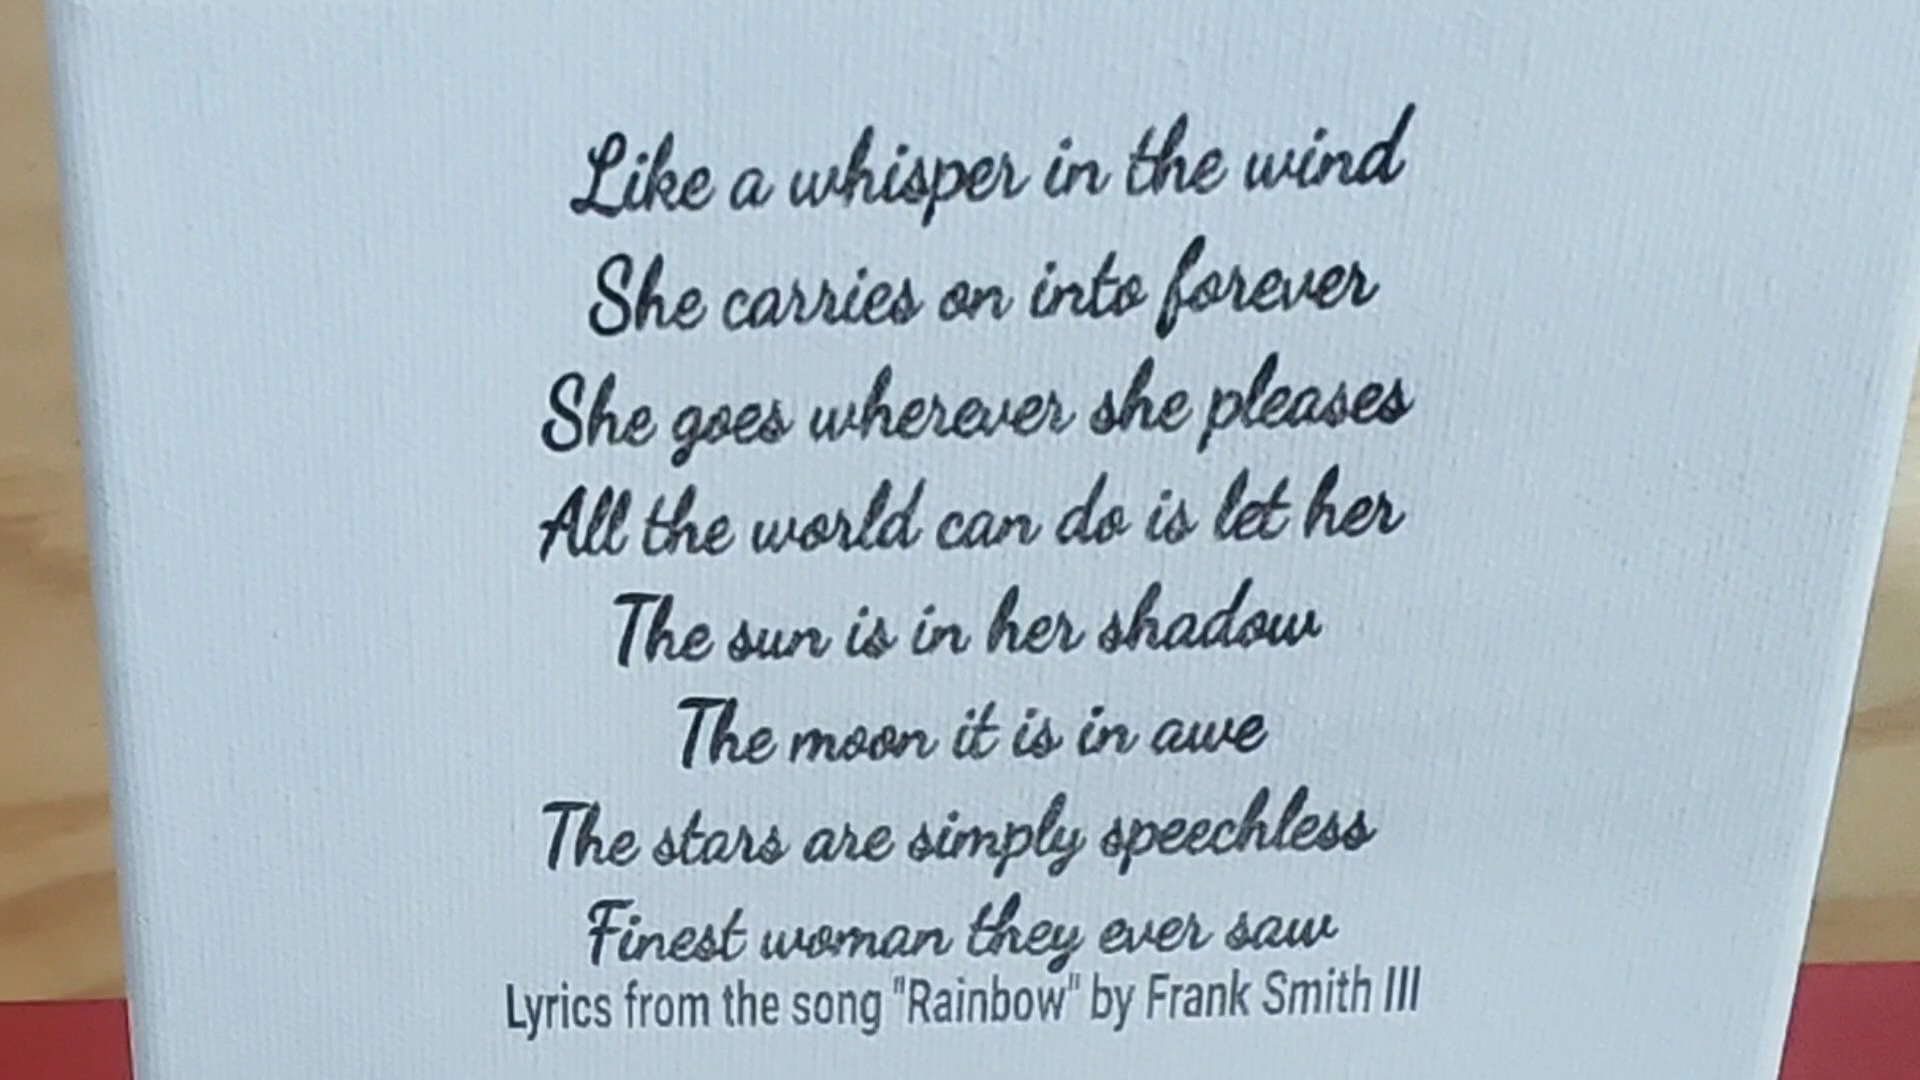 Like a whisper in the wind
She carries on into forever
She goes wherever she pleases
All the world can do is let her
The sun is in her shadow
The moon it is in awe
The stars are simply speechless
Finest woman they ever saw
Lyrics from the song "Rainbow" by Frank Smith III